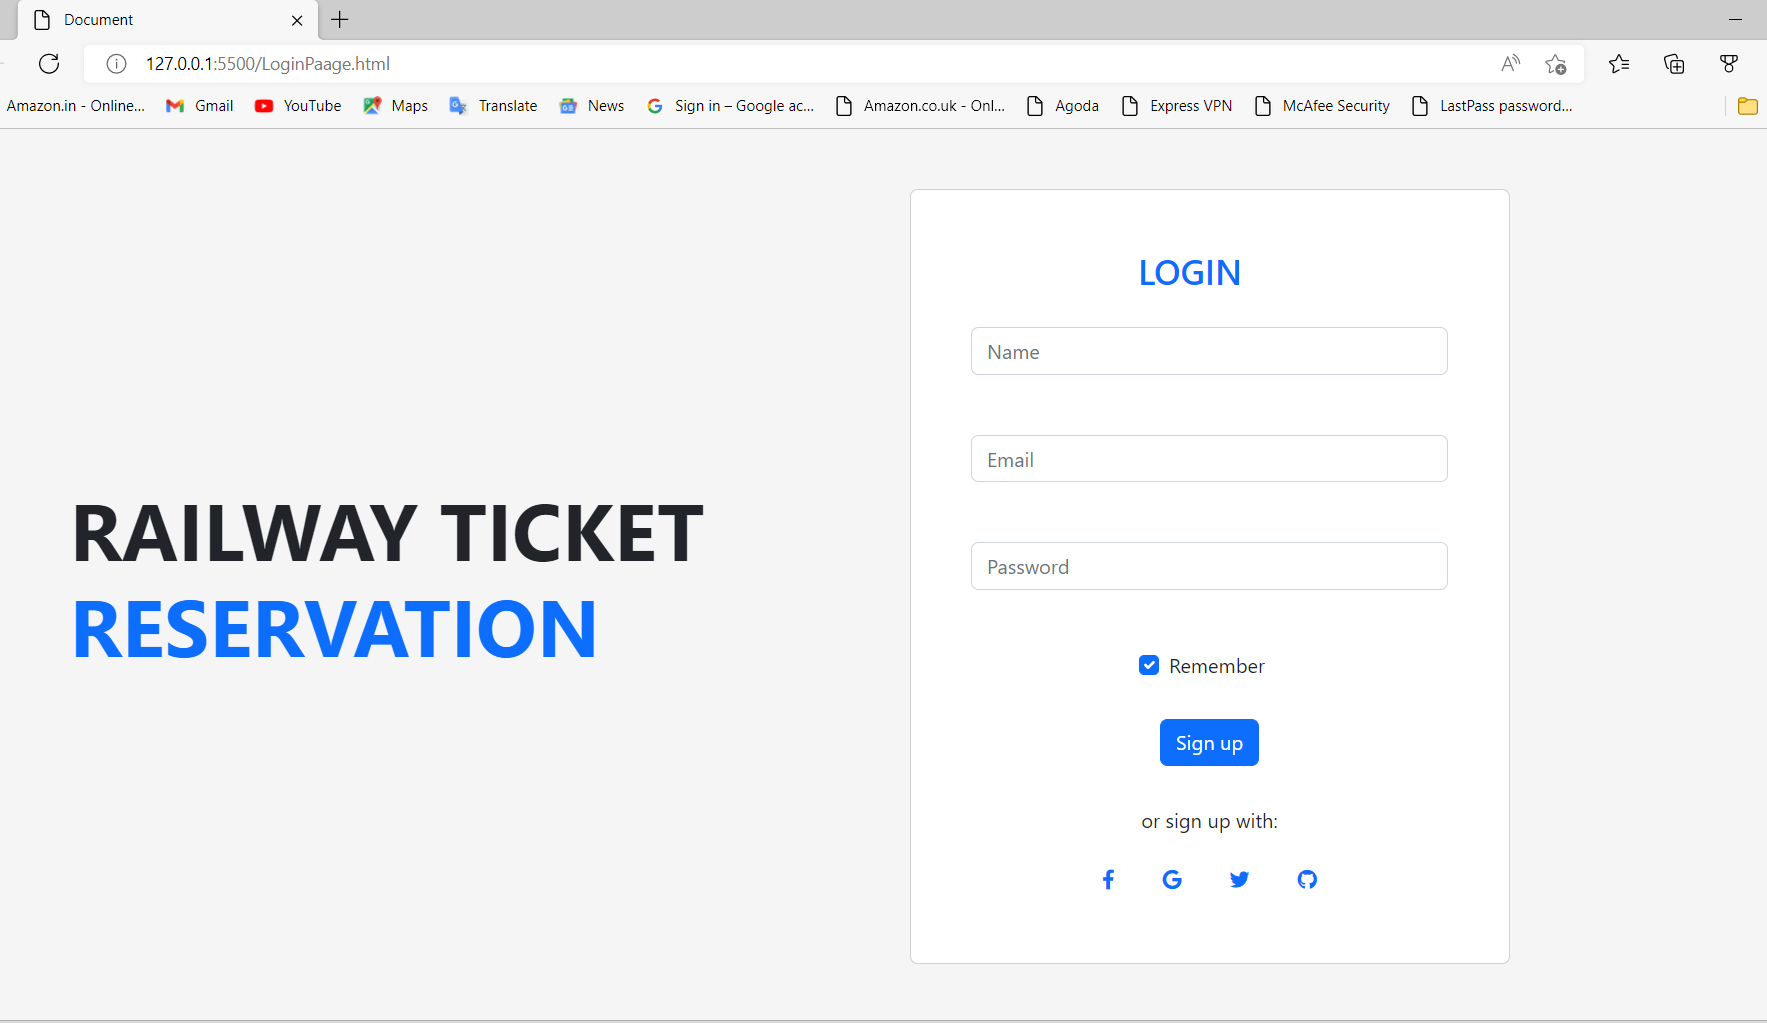 Document
127.0.0.1:5500/LoginPaage.html
Amazon.in - Online... Gmail YouTube Maps Translate News Sign in – Google ac... Amazon.co.uk - Onl... Agoda Express VPN McAfee Security LastPass password...
RAILWAY TICKET
RESERVATION
LOGIN
Name
Email
Password
Remember
Sign up
or sign up with: